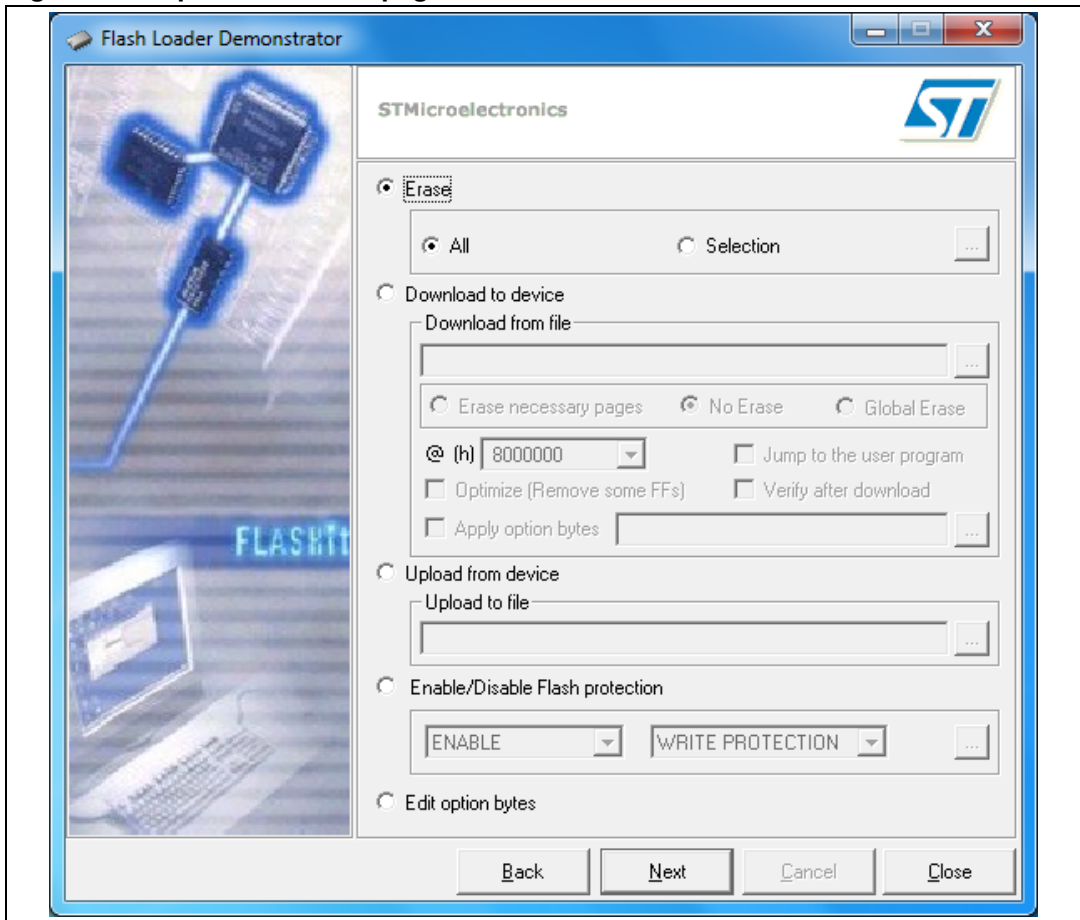 Flash Loader Demonstrator
STMicroelectronics
ST
Erase
All Selection ...
Download to device
Download from file
...
Erase necessary pages No Erase Global Erase
@ (h) 8000000 Jump to the user program
Optimize (Remove some FFs) Verify after download
Apply option bytes ...
FLASHIt
Upload from device
Upload to file
...
Enable/Disable Flash protection
ENABLE WRITE PROTECTION ...
Edit option bytes
Back Next Cancel Close